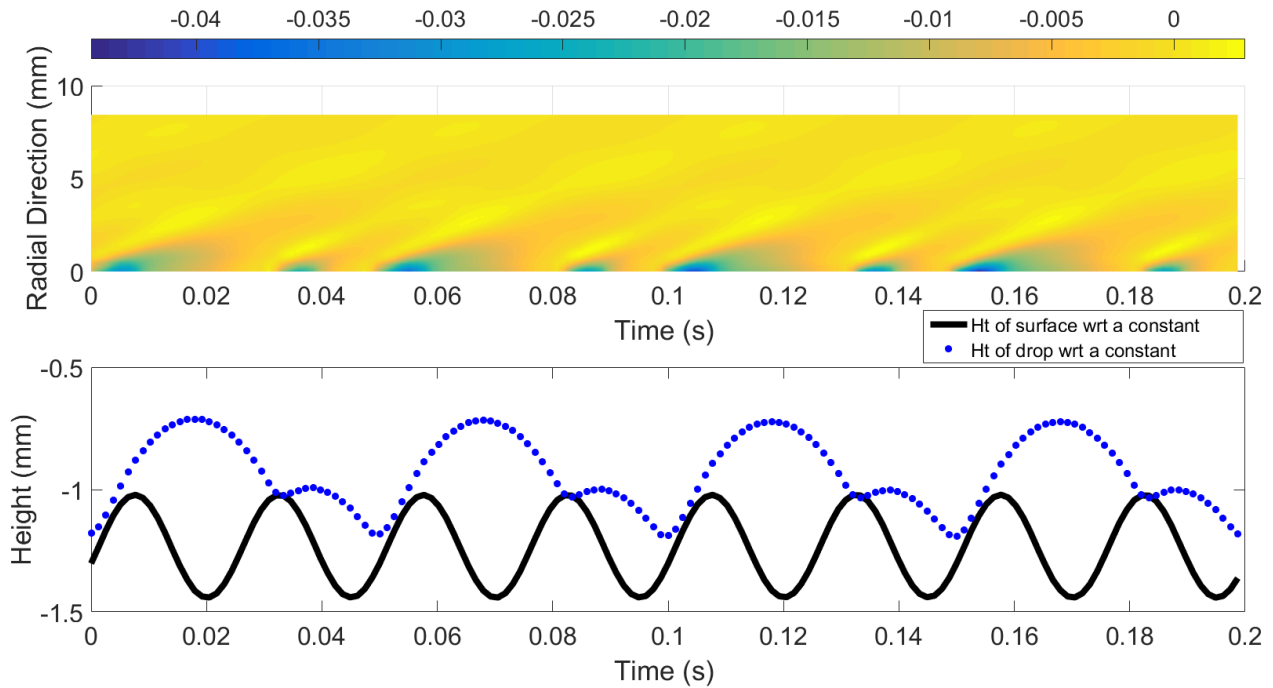 -0.04 -0.035 -0.03 -0.025 -0.02 -0.015 -0.01 -0.005 0
Radial Direction (mm)
10
5
0
0 0.02 0.04 0.06 0.08 0.1 0.12 0.14 0.16 0.18 0.2
Time (s)
Ht of surface wrt a constant
Ht of drop wrt a constant
Height (mm)
-0.5
-1
-1.5
0 0.02 0.04 0.06 0.08 0.1 0.12 0.14 0.16 0.18 0.2
Time (s)